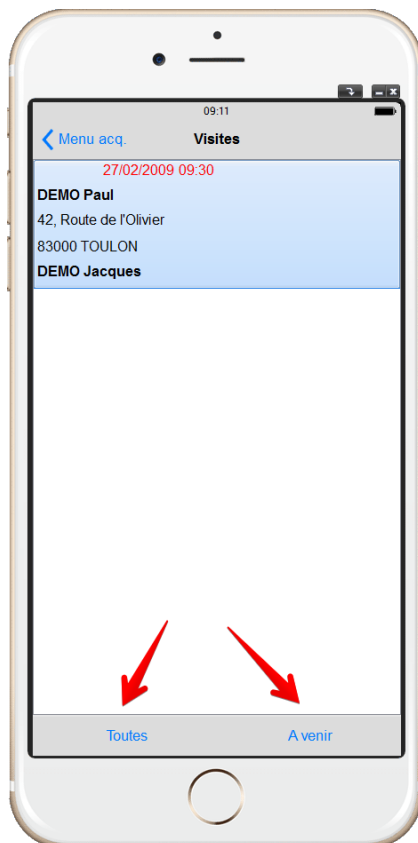 09:11
Menu acq. Visites
27/02/2009 09:30
DEMO Paul
42, Route de l'Olivier
83000 TOULON
DEMO Jacques
Toutes A venir